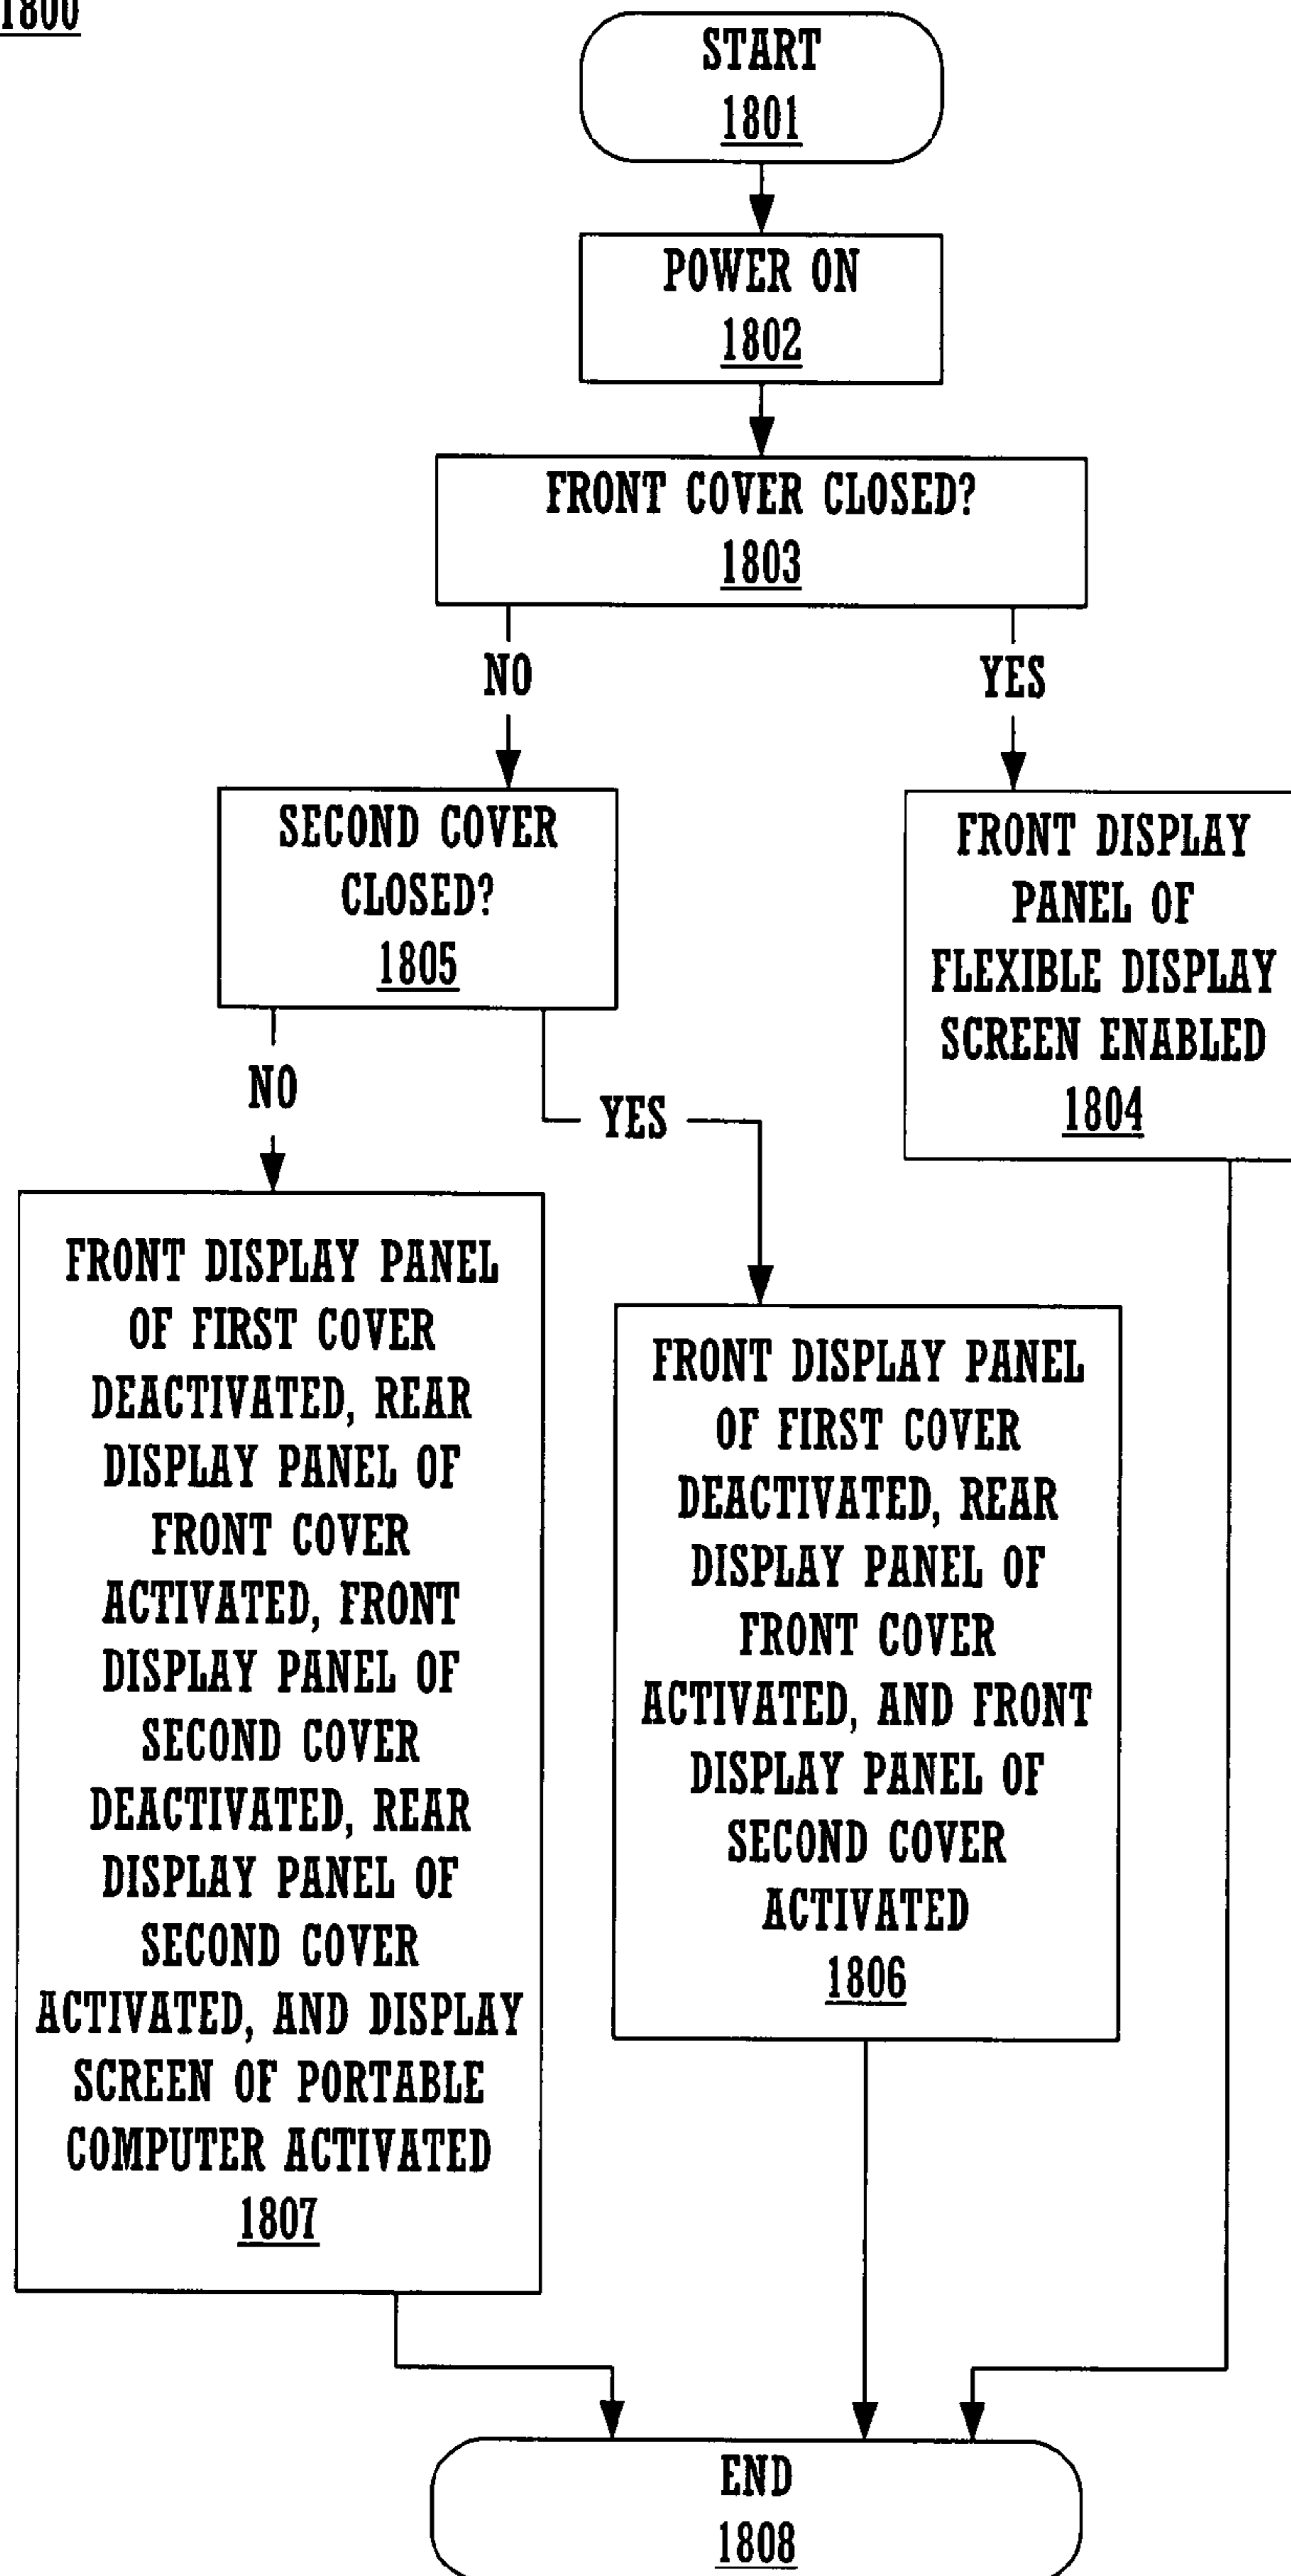 1800
START
1801
POWER ON
1802
FRONT COVER CLOSED?
1803
NO
YES
SECOND COVER
CLOSED?
1805
FRONT DISPLAY
PANEL OF
FLEXIBLE DISPLAY
SCREEN ENABLED
1804
NO
YES
FRONT DISPLAY PANEL
OF FIRST COVER
DEACTIVATED, REAR
DISPLAY PANEL OF
FRONT COVER
ACTIVATED, FRONT
DISPLAY PANEL OF
SECOND COVER
DEACTIVATED, REAR
DISPLAY PANEL OF
SECOND COVER
ACTIVATED, AND DISPLAY
SCREEN OF PORTABLE
COMPUTER ACTIVATED
1807
FRONT DISPLAY PANEL
OF FIRST COVER
DEACTIVATED, REAR
DISPLAY PANEL OF
FRONT COVER
ACTIVATED, AND FRONT
DISPLAY PANEL OF
SECOND COVER
ACTIVATED
1806
END
1808